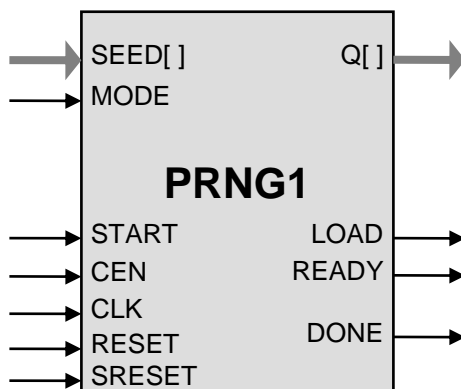 SEED[ ] Q[ ]
MODE
PRNG1
START LOAD
CEN READY
CLK
RESET DONE
SRESET